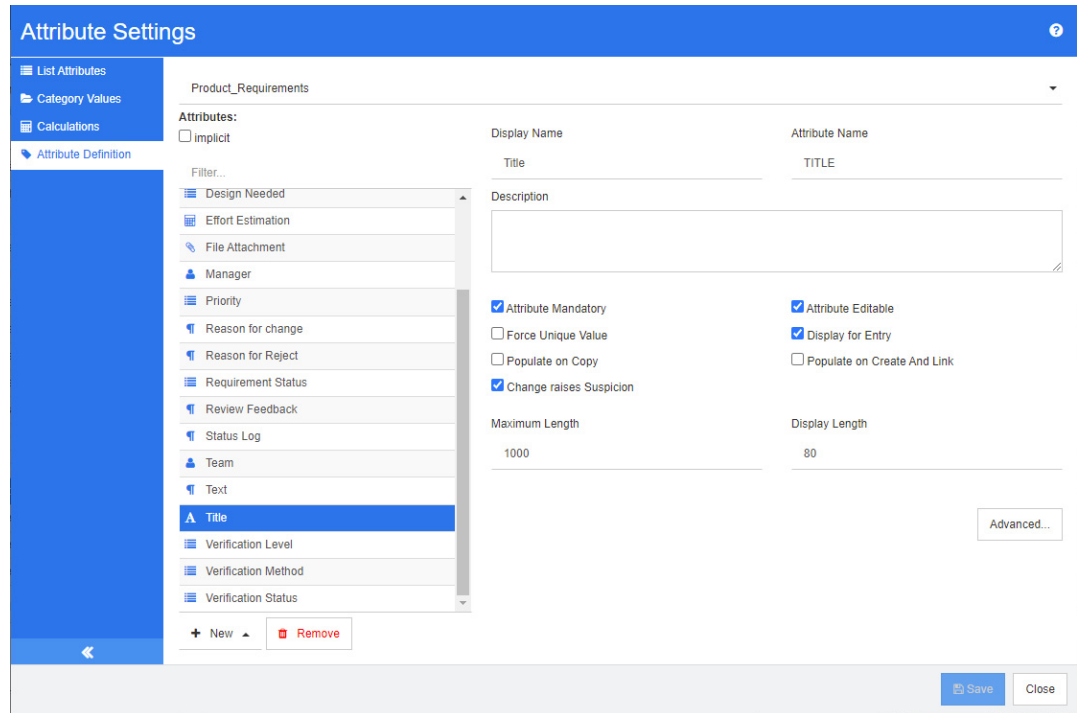 Attribute Settings
List Attributes
Category Values
Calculations
Attribute Definition
Product_Requirements
Attributes:
implicit
Filter...
Design Needed
Effort Estimation
File Attachment
Manager
Priority
Reason for change
Reason for Reject
Requirement Status
Review Feedback
Status Log
Team
Text
Title
Verification Level
Verification Method
Verification Status
New
Remove
Display Name
Attribute Name
Title
TITLE
Description
Attribute Mandatory
Attribute Editable
Force Unique Value
Display for Entry
Populate on Copy
Populate on Create And Link
Change raises Suspicion
Maximum Length
Display Length
1000
80
Advanced...
Save
Close